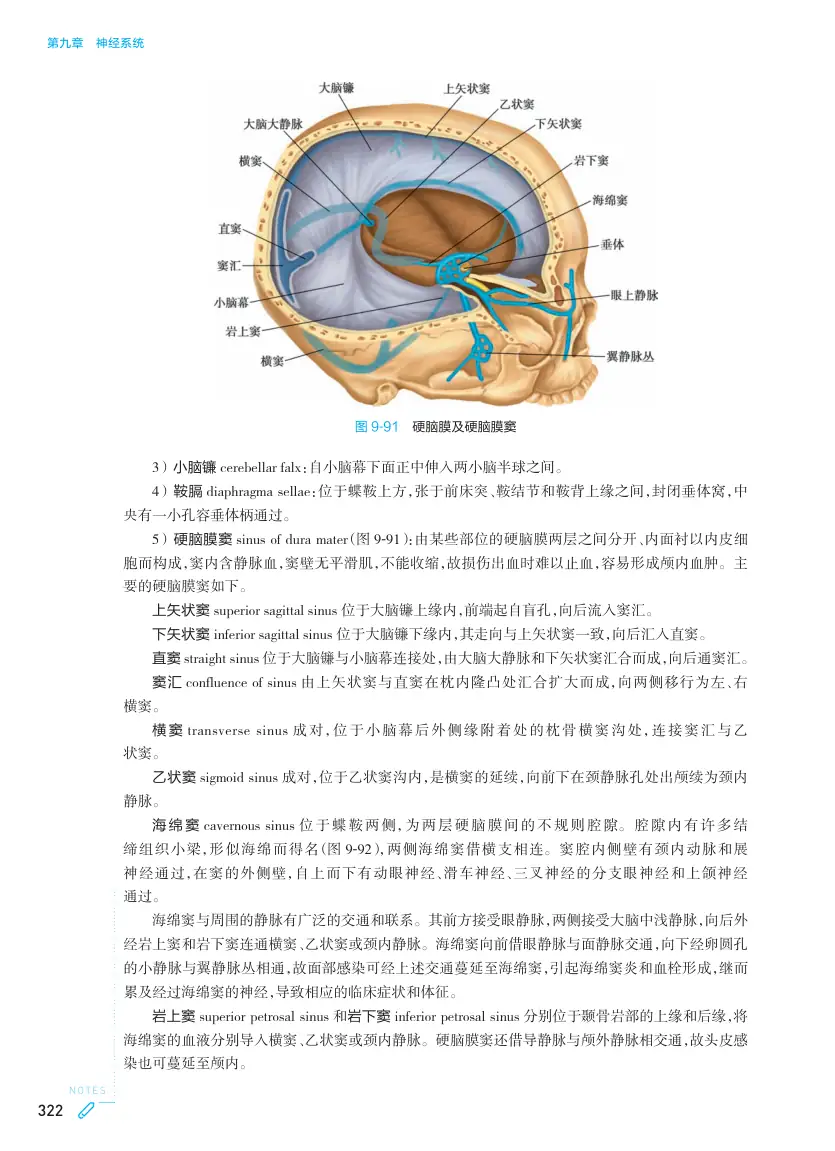 第九章　神经系统
大脑镰
上矢状窦
乙状窦
大脑大静脉
下矢状窦
横窦
岩下窦
海绵窦
直窦
垂体
窦汇
小脑幕
眼上静脉
岩上窦
横窦
翼静脉丛
图 9-91　硬脑膜及硬脑膜窦
3）小脑镰 cerebellar falx：自小脑幕下面正中伸入两小脑半球之间。
4）鞍膈 diaphragma sellae：位于蝶鞍上方，张于前床突、鞍结节和鞍背上缘之间，封闭垂体窝，中
央有一小孔容垂体柄通过。
5）硬脑膜窦 sinus of dura mater（图 9-91）：由某些部位的硬脑膜两层之间分开、内面衬以内皮细
胞而构成，窦内含静脉血，窦壁无平滑肌，不能收缩，故损伤出血时难以止血，容易形成颅内血肿。主
要的硬脑膜窦如下。
上矢状窦 superior sagittal sinus 位于大脑镰上缘内，前端起自盲孔，向后流入窦汇。
下矢状窦 inferior sagittal sinus 位于大脑镰下缘内，其走向与上矢状窦一致，向后汇入直窦。
直窦 straight sinus 位于大脑镰与小脑幕连接处，由大脑大静脉和下矢状窦汇合而成，向后通窦汇。
窦汇 confluence of sinus 由上矢状窦与直窦在枕内隆凸处汇合扩大而成，向两侧移行为左、右
横窦。
横窦 transverse sinus 成对，位于小脑幕后外侧缘附着处的枕骨横窦沟处，连接窦汇与乙
状窦。
乙状窦 sigmoid sinus 成对，位于乙状窦沟内，是横窦的延续，向前下在颈静脉孔处出颅续为颈内
静脉。
海绵窦 cavernous sinus 位于蝶鞍两侧，为两层硬脑膜间的不规则腔隙。腔隙内有许多结
缔组织小梁，形似海绵而得名（图 9-92），两侧海绵窦借横支相连。窦腔内侧壁有颈内动脉和展
神经通过，在窦的外侧壁，自上而下有动眼神经、滑车神经、三叉神经的分支眼神经和上颌神经
通过。
海绵窦与周围的静脉有广泛的交通和联系。其前方接受眼静脉，两侧接受大脑中浅静脉，向后外
经岩上窦和岩下窦连通横窦、乙状窦或颈内静脉。海绵窦向前借眼静脉与面静脉交通，向下经卵圆孔
的小静脉与翼静脉丛相通，故面部感染可经上述交通蔓延至海绵窦，引起海绵窦炎和血栓形成，继而
累及经过海绵窦的神经，导致相应的临床症状和体征。
岩上窦 superior petrosal sinus 和岩下窦 inferior petrosal sinus 分别位于颞骨岩部的上缘和后缘，将
海绵窦的血液分别导入横窦、乙状窦或颈内静脉。硬脑膜窦还借导静脉与颅外静脉相交通，故头皮感
染也可蔓延至颅内。
NOTES
322